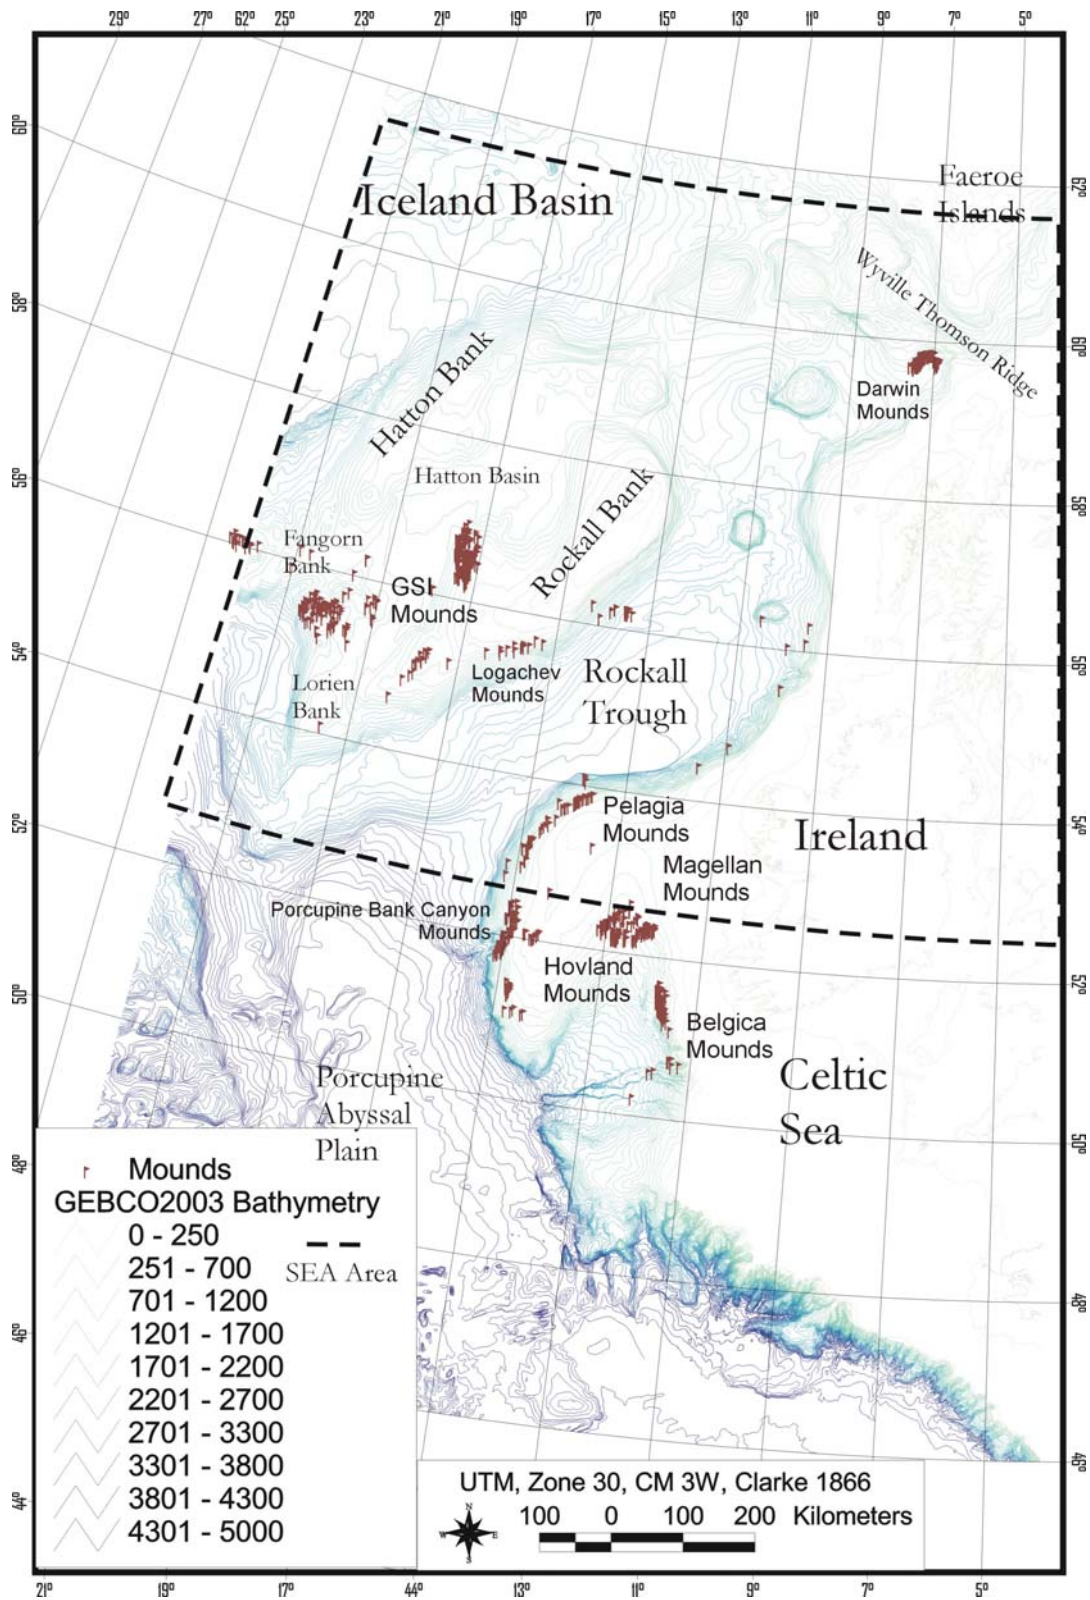 29° 27° 62° 25° 23° 21° 19° 17° 15° 13° 11° 9° 7° 5°
60°
62°
Faeroe
Islands
Iceland Basin
Wyville Thomson Ridge
58°
60°
Darwin
Mounds
Hatton Bank
Hatton Basin
Rockall Bank
56°
58°
Fangorn
Bank
GSI
Mounds
54°
56°
Logachev
Mounds
Rockall
Trough
Lorien
Bank
52°
54°
Pelagia
Mounds
Ireland
Magellan
Mounds
Porcupine Bank Canyon
Mounds
50°
52°
Hovland
Mounds
Belgica
Mounds
Celtic
Sea
Porcupine
Abyssal
Plain
48°
50°
Mounds
GEBCO2003 Bathymetry
0 - 250
SEA Area
251 - 700
701 - 1200
1201 - 1700
1701 - 2200
2201 - 2700
2701 - 3300
3301 - 3800
3801 - 4300
4301 - 5000
46°
48°
44°
46°
UTM, Zone 30, CM 3W, Clarke 1866
N
W E
S
100 0 100 200 Kilometers
21° 19° 17° 44° 13° 11° 9° 7° 5°